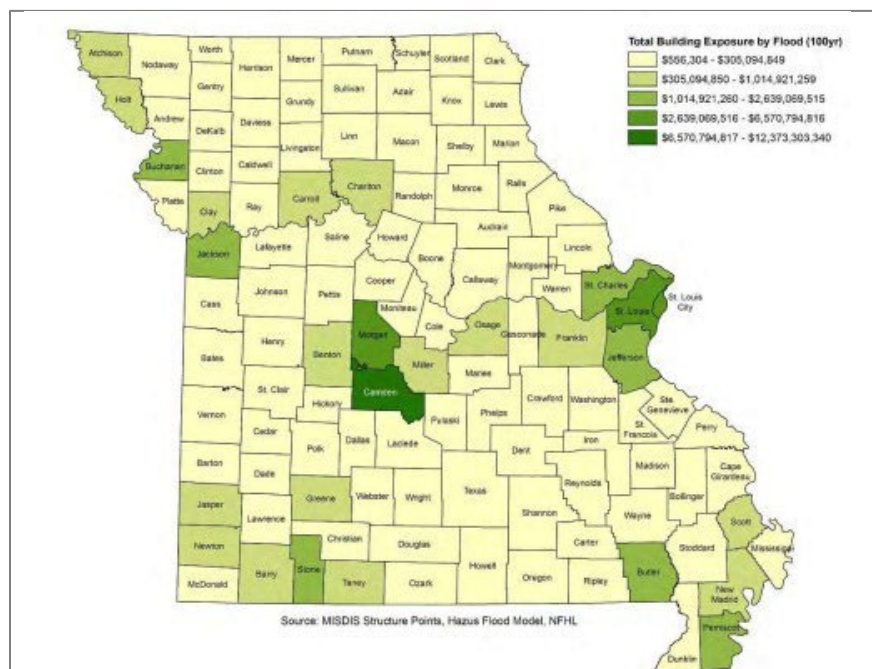 Total Building Exposure by Flood (100yr)
$556,304 - $305,094,849
$305,094,850 - $1,014,921,259
$1,014,921,260 - $2,639,069,515
$2,639,069,516 - $6,570,794,816
$6,570,794,817 - $12,373,303,340
Atchison
Nodaway
Worth
Harrison
Mercer
Putnam
Schuyler
Scotland
Clark
Gentry
Holt
Andrew
DeKalb
Daviess
Grundy
Sullivan
Adair
Knox
Lewis
Buchanan
Clinton
Caldwell
Livingston
Linn
Macon
Shelby
Marion
Platte
Clay
Ray
Carroll
Chariton
Randolph
Monroe
Ralls
Pike
Jackson
Lafayette
Saline
Howard
Boone
Audrain
Callaway
Montgomery
Lincoln
Warren
St. Charles
St. Louis
City
St. Louis
Cass
Johnson
Pettis
Cooper
Moniteau
Cole
Osage
Gasconade
Franklin
Jefferson
Bates
Henry
Benton
Morgan
Miller
Maries
Camden
St. Clair
Hickory
Vernon
Cedar
Polk
Dallas
Laclede
Pulaski
Phelps
Crawford
Washington
Ste.
Genevieve
St.
Francois
Perry
Barton
Dade
Dent
Iron
Madison
Cape
Girardeau
Reynolds
Bollinger
Jasper
Greene
Webster
Wright
Texas
Shannon
Wayne
Scott
Lawrence
Newton
Christian
Douglas
Howell
Carter
Stoddard
Mississippi
McDonald
Barry
Stone
Taney
Ozark
Oregon
Ripley
Butler
New
Madrid
Pemiscot
Dunklin
Source: MISDIS Structure Points, Hazus Flood Model, NFHL